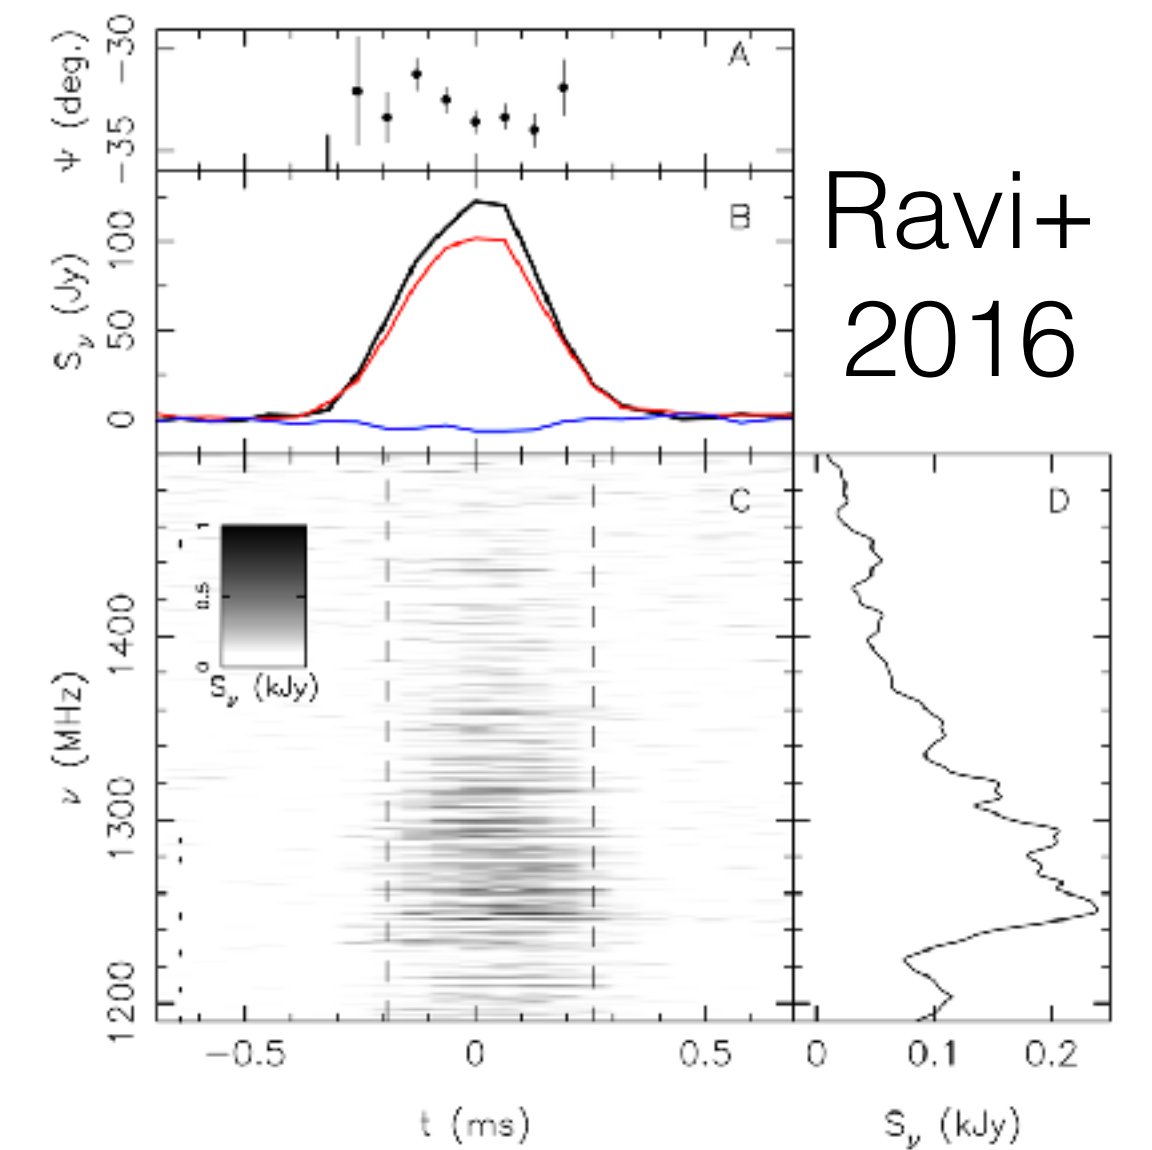 −30
−35
Ψ (deg.)
A
Ravi+
2016
100
50
0
S_ν (Jy)
B
C
D
1
0.5
0
S_ν (kJy)
1400
1300
1200
ν (MHz)
−0.5 0 0.5
t (ms)
0 0.1 0.2
S_ν (kJy)